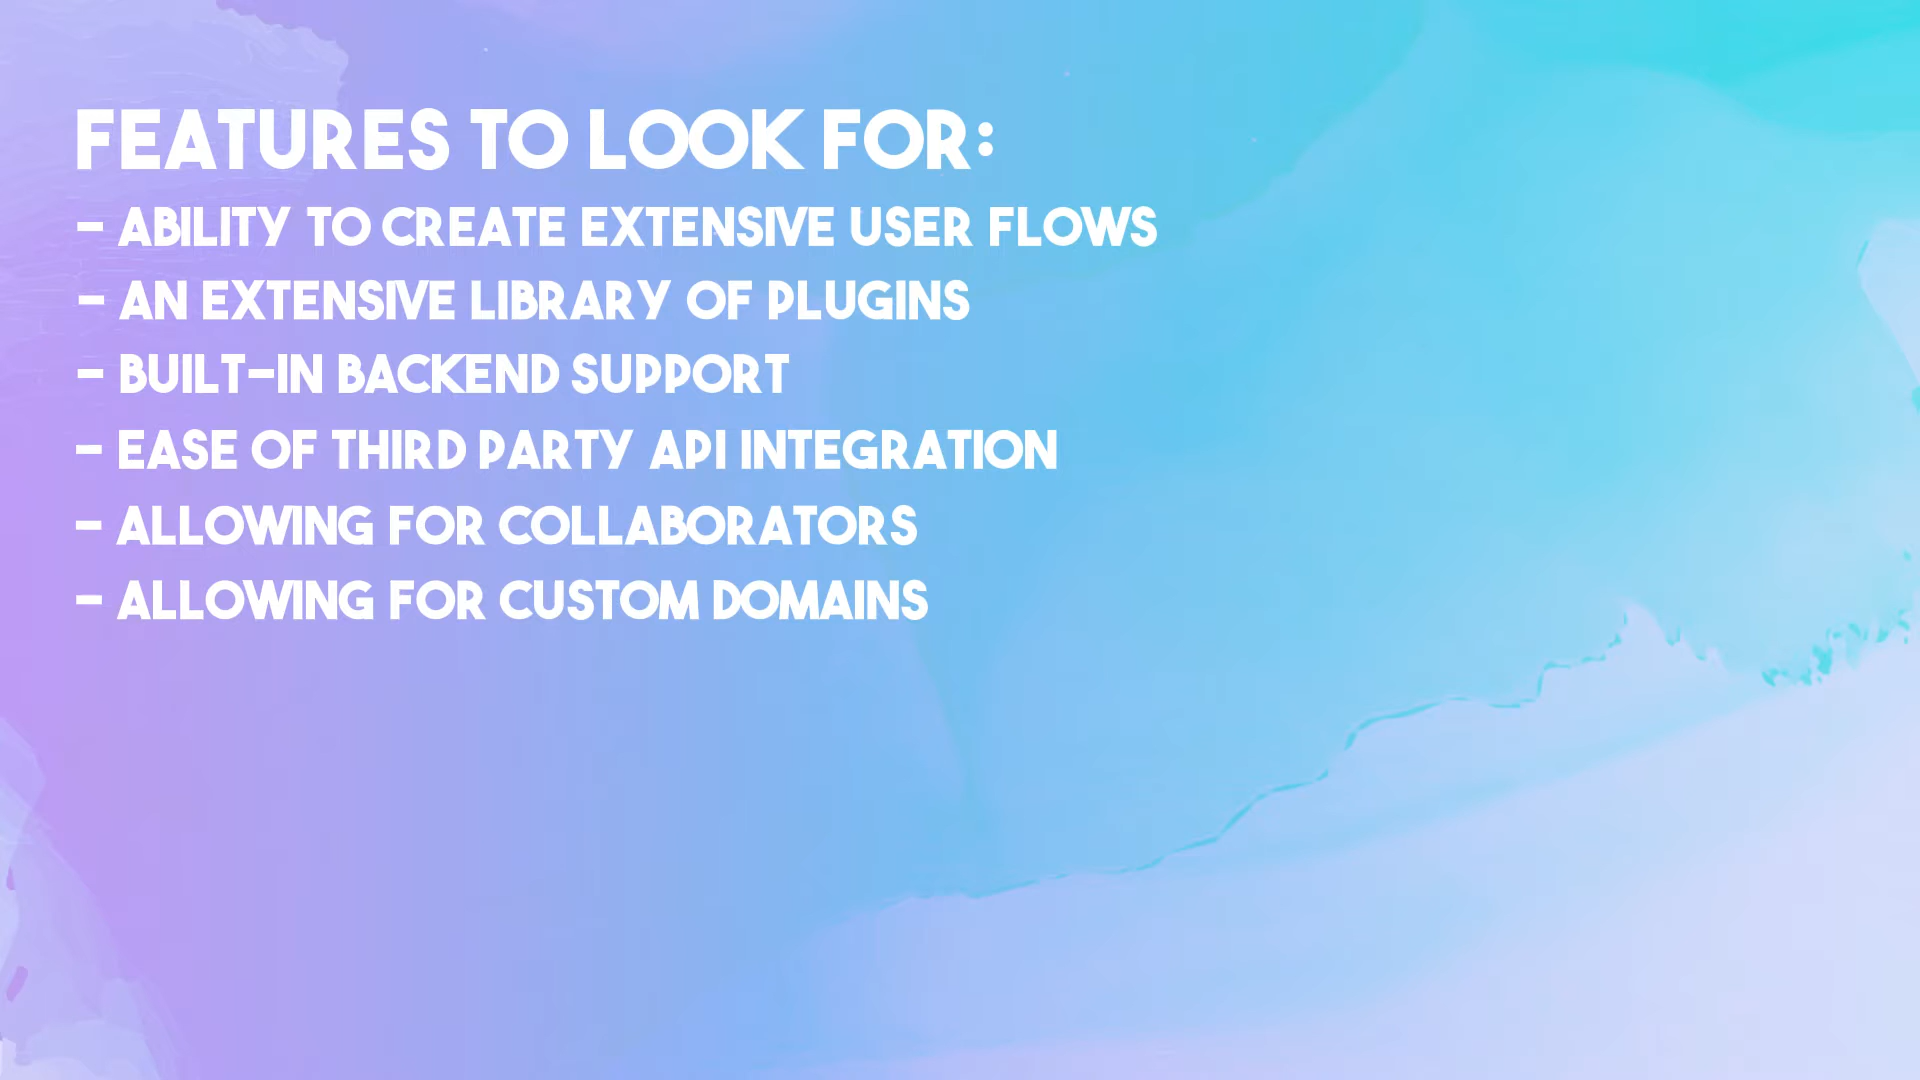 FEATURES TO LOOK FOR:
- ABILITY TO CREATE EXTENSIVE USER FLOWS
- AN EXTENSIVE LIBRARY OF PLUGINS
- BUILT-IN BACKEND SUPPORT
- EASE OF THIRD PARTY API INTEGRATION
- ALLOWING FOR COLLABORATORS
- ALLOWING FOR CUSTOM DOMAINS